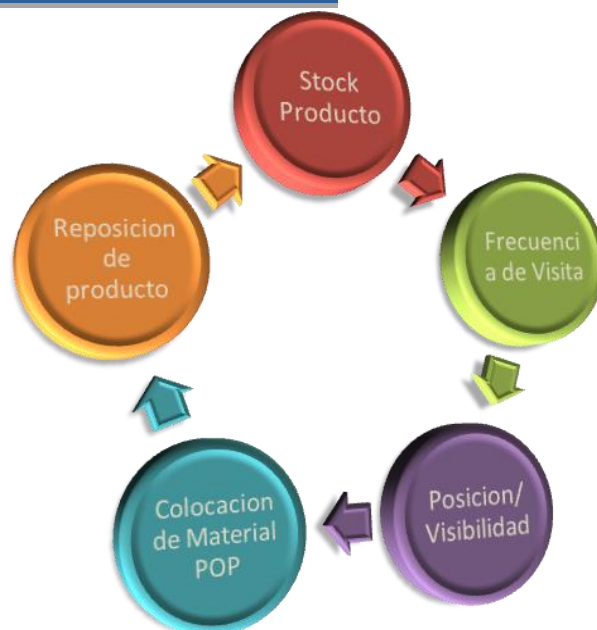 Stock
Producto
Frecuenci
a de Visita
Posicion/
Visibilidad
Colocacion
de Material
POP
Reposicion
de
producto